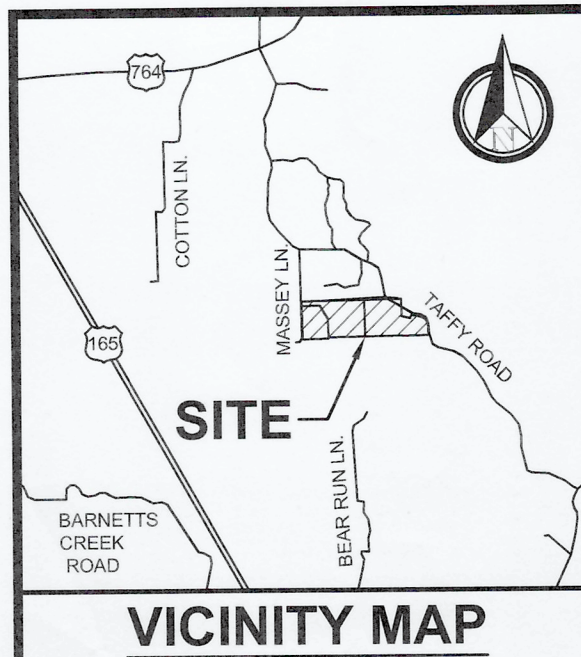 764
N
COTTON LN.
MASSEY LN.
TAFFY ROAD
165
SITE
BEAR RUN LN.
BARNETTS
CREEK
ROAD
VICINITY MAP